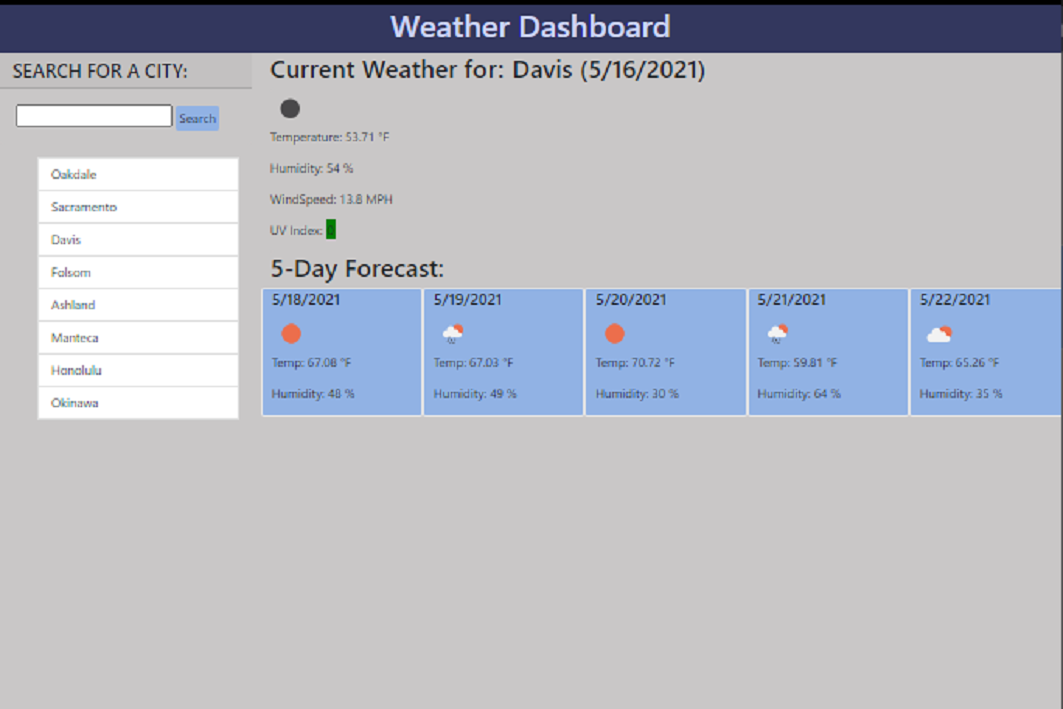 Weather Dashboard
SEARCH FOR A CITY:
Search
Oakdale
Sacramento
Davis
Folsom
Ashland
Manteca
Honolulu
Okinawa
Current Weather for: Davis (5/16/2021)
Temperature: 53.71 °F
Humidity: 54 %
WindSpeed: 13.8 MPH
UV Index:
5-Day Forecast:
5/18/2021
Temp: 67.08 °F
Humidity: 48 %
5/19/2021
Temp: 67.03 °F
Humidity: 49 %
5/20/2021
Temp: 70.72 °F
Humidity: 30 %
5/21/2021
Temp: 59.81 °F
Humidity: 64 %
5/22/2021
Temp: 65.26 °F
Humidity: 35 %